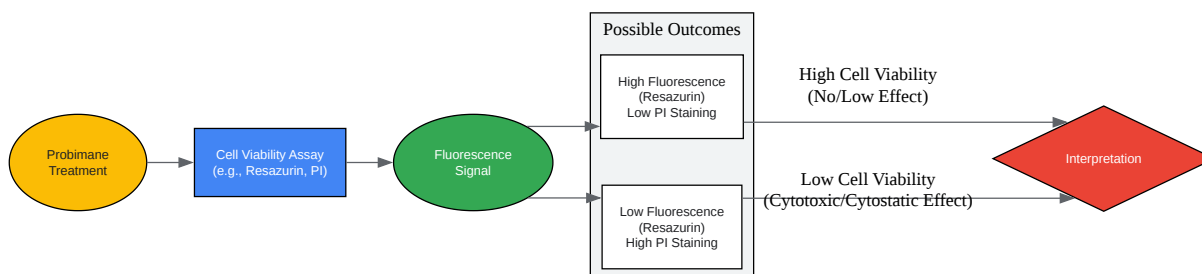 Probimane
Treatment
Cell Viability Assay
(e.g., Resazurin, PI)
Fluorescence
Signal
Possible Outcomes
High Fluorescence
(Resazurin)
Low PI Staining
Low Fluorescence
(Resazurin)
High PI Staining
High Cell Viability
(No/Low Effect)
Low Cell Viability
(Cytotoxic/Cytostatic Effect)
Interpretation